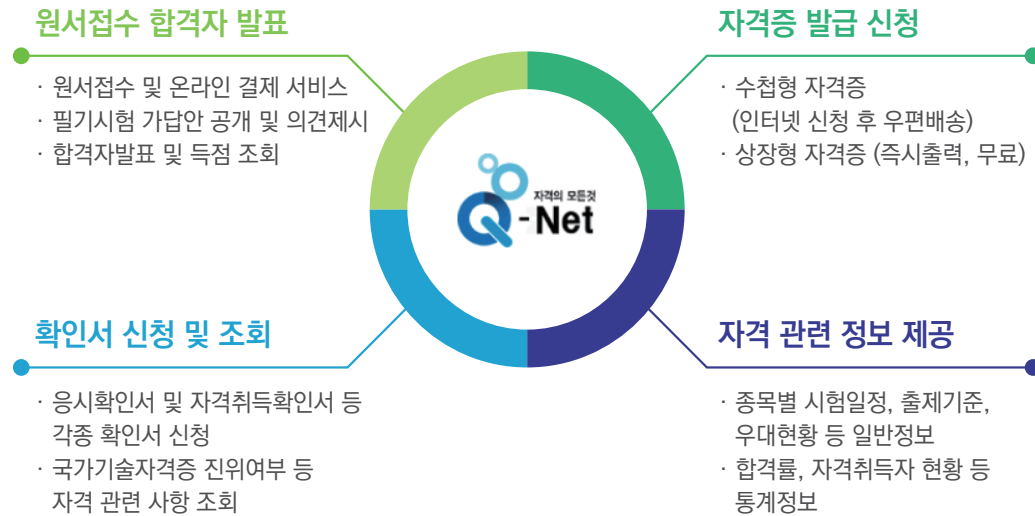 원서접수 합격자 발표
· 원서접수 및 온라인 결제 서비스
· 필기시험 가답안 공개 및 의견제시
· 합격자발표 및 득점 조회
자격증 발급 신청
· 수첩형 자격증
(인터넷 신청 후 우편배송)
· 상장형 자격증 (즉시출력, 무료)
자격의 모든것
Q-Net
확인서 신청 및 조회
· 응시확인서 및 자격취득확인서 등
각종 확인서 신청
· 국가기술자격증 진위여부 등
자격 관련 사항 조회
자격 관련 정보 제공
· 종목별 시험일정, 출제기준,
우대현황 등 일반정보
· 합격률, 자격취득자 현황 등
통계정보